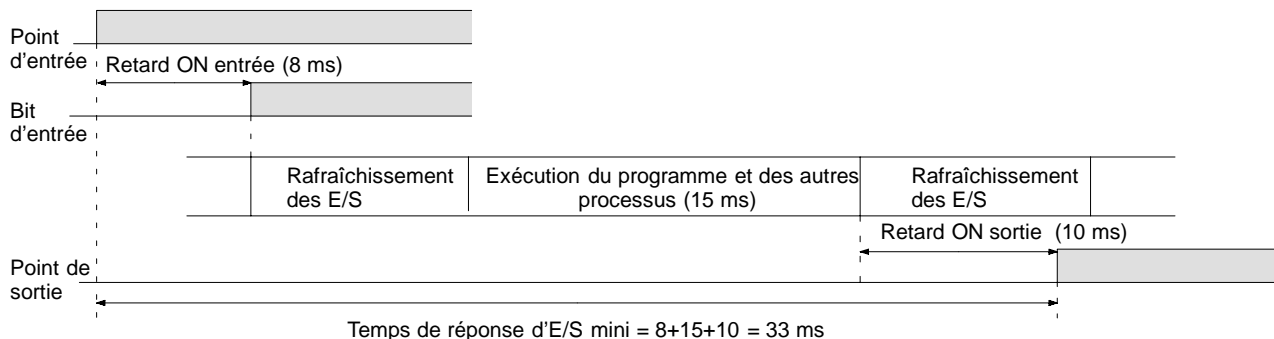 Point
d'entrée
Retard ON entrée (8 ms)
Bit
d'entrée
Rafraîchissement
des E/S
Exécution du programme et des autres
processus (15 ms)
Rafraîchissement
des E/S
Retard ON sortie (10 ms)
Point de
sortie
Temps de réponse d'E/S mini = 8+15+10 = 33 ms